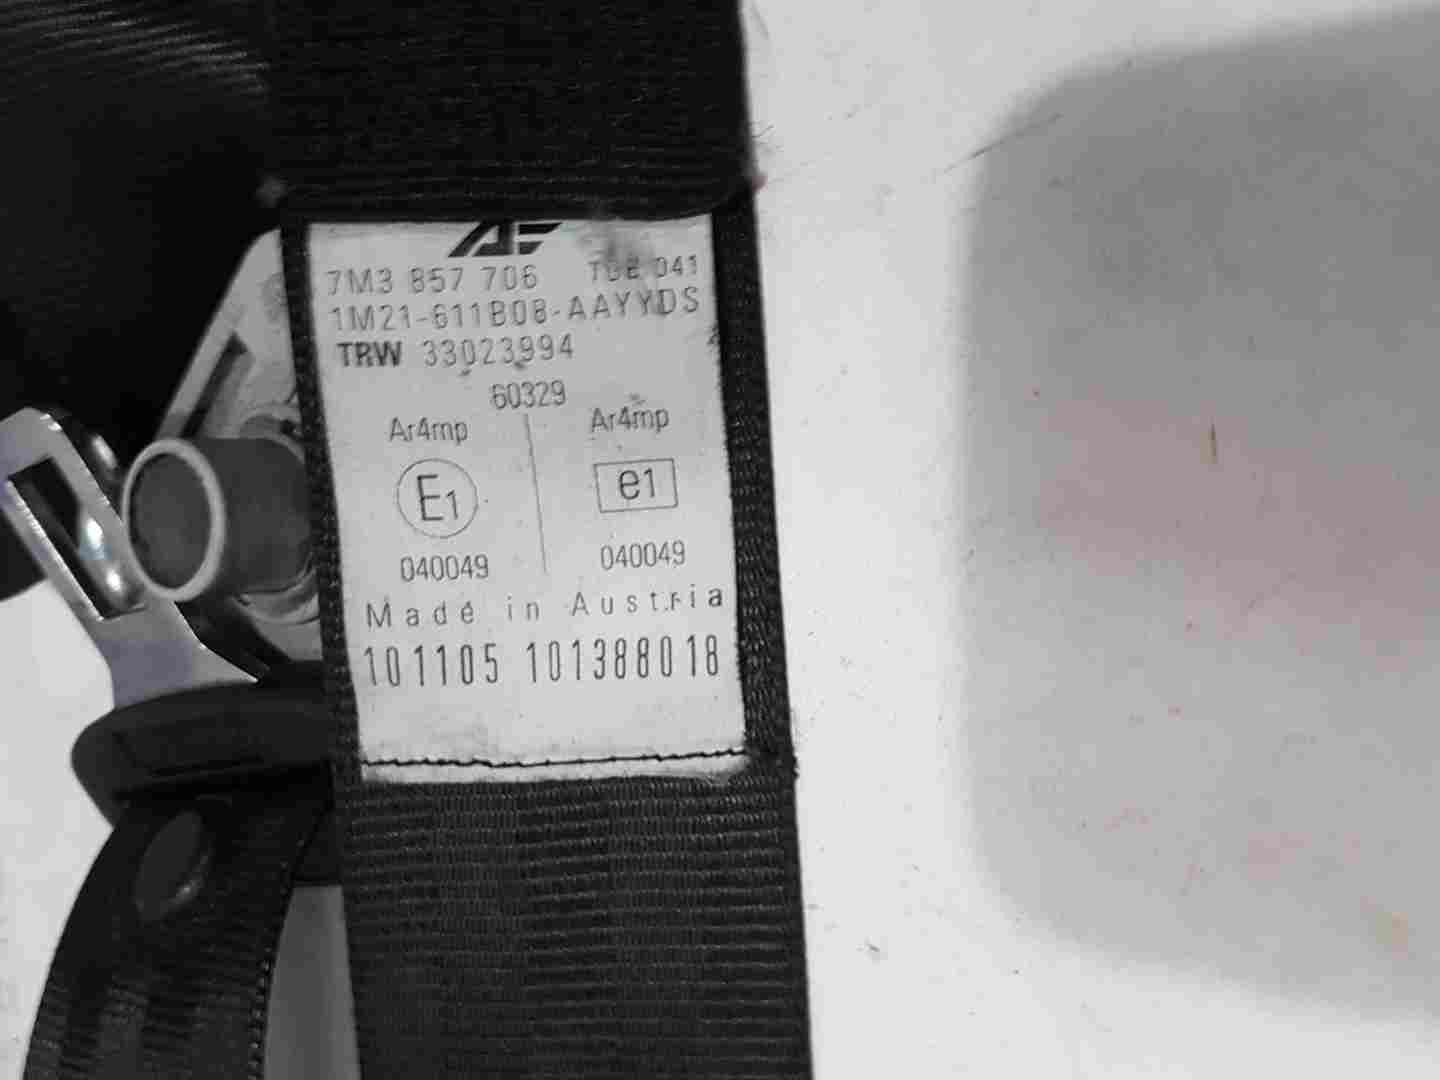 7M3 857 706 041
1M21-611B08-AAYYDS
TRW 33023994
60329
Ar4mp Ar4mp
E1 e1
040049 040049
Made in Austria
101105 101388018